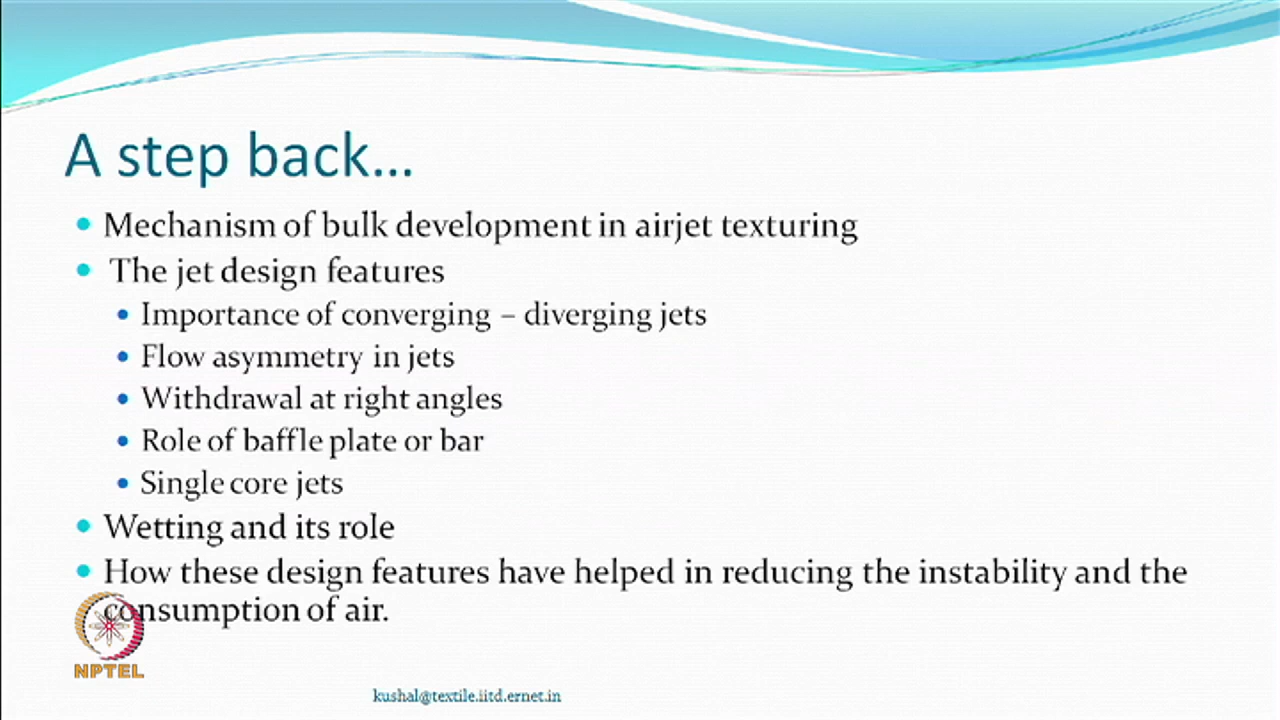 A step back...
Mechanism of bulk development in airjet texturing
The jet design features
Importance of converging – diverging jets
Flow asymmetry in jets
Withdrawal at right angles
Role of baffle plate or bar
Single core jets
Wetting and its role
How these design features have helped in reducing the instability and the
consumption of air.
NPTEL
kushal@textile.iitd.ernet.in